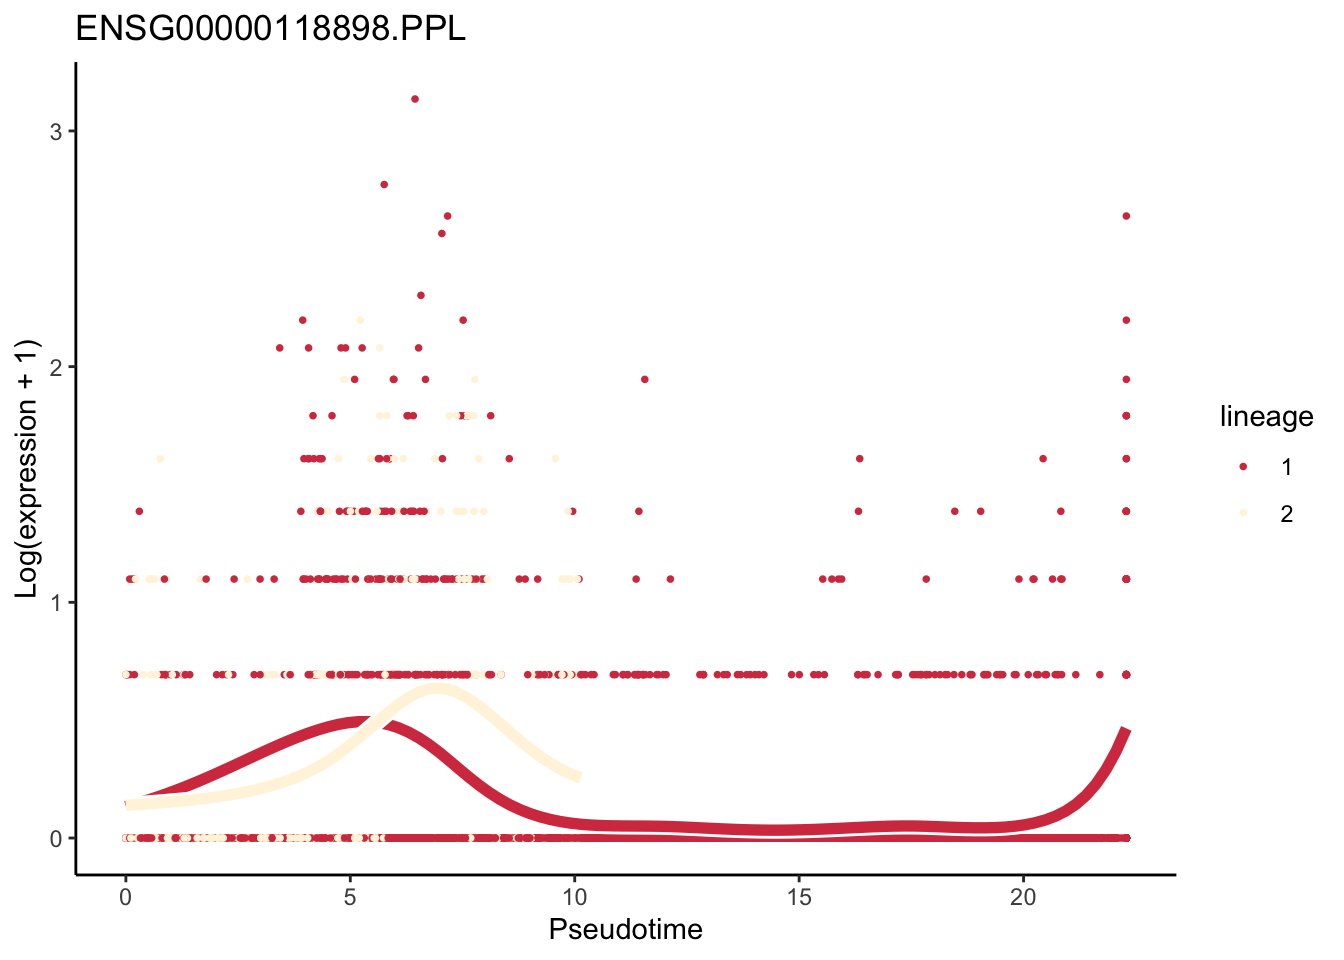 ENSG00000118898.PPL
Log(expression + 1)
3
2
1
0
0 5 10 15 20
Pseudotime
lineage
1
2